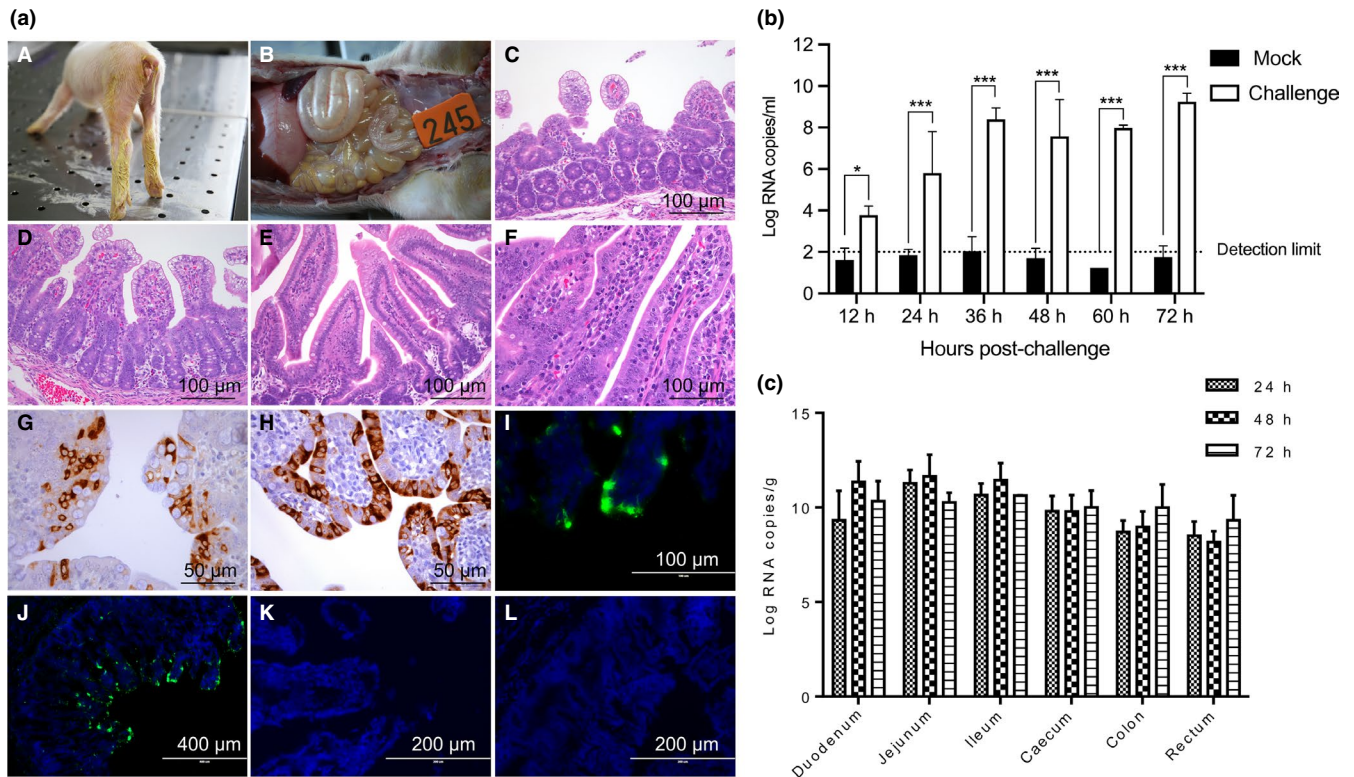 (a)
A
B
245
C
100 µm
D
100 µm
E
100 µm
F
100 µm
G
50 µm
H
50 µm
I
100 µm
J
400 µm
K
200 µm
L
200 µm
(b)
Mock
Challenge
Log RNA copies/ml
12
10
8
6
4
2
0
* *** *** *** *** ***
Detection limit
12 h 24 h 36 h 48 h 60 h 72 h
Hours post-challenge
(c)
24 h
48 h
72 h
Log RNA copies/g
15
10
5
0
Duodenum
Jejunum
Ileum
Caecum
Colon
Rectum